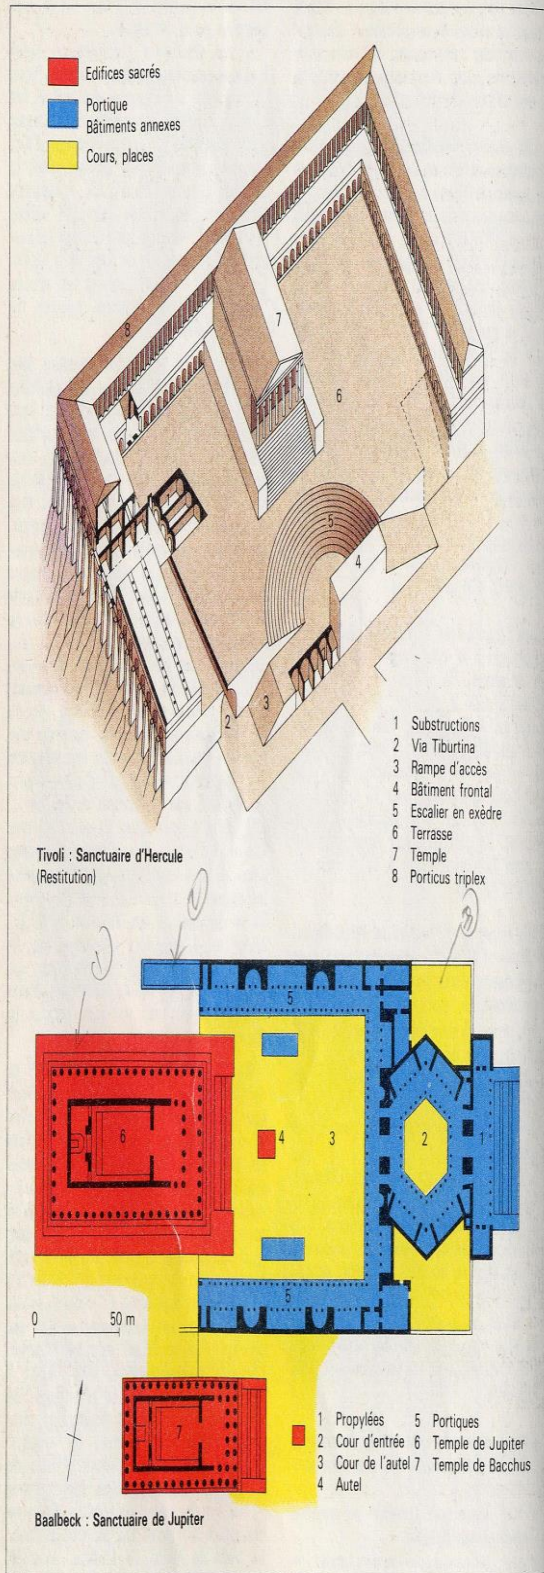 Edifices sacrés
Portique
Bâtiments annexes
Cours, places
8
7
6
5
4
3
2
1 Substructions
2 Via Tiburtina
3 Rampe d'accès
4 Bâtiment frontal
5 Escalier en exèdre
6 Terrasse
7 Temple
8 Porticus triplex
Tivoli : Sanctuaire d'Hercule
(Restitution)
5
6
4
3
2
1
5
0 50 m
7
1 Propylées
2 Cour d'entrée
3 Cour de l'autel
4 Autel
5 Portiques
6 Temple de Jupiter
7 Temple de Bacchus
Baalbeck : Sanctuaire de Jupiter